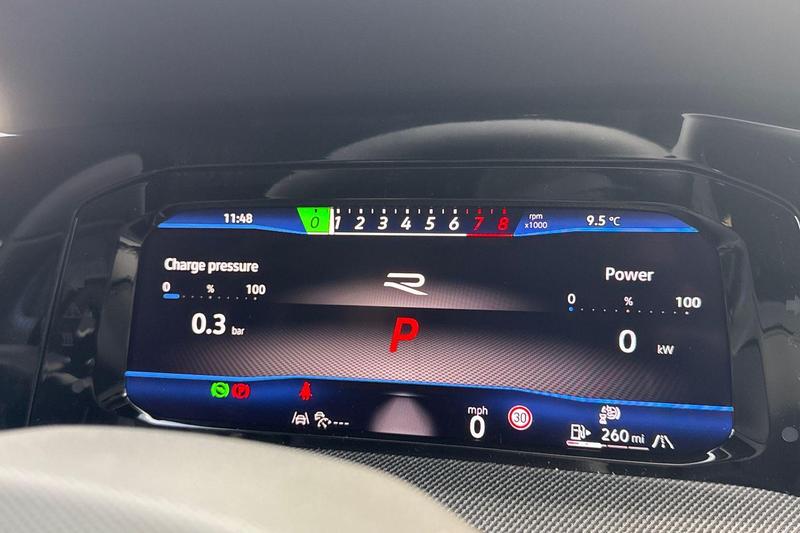 11:48
0 1 2 3 4 5 6 7 8
rpm
x1000
9.5 °C
Charge pressure
0 % 100
0.3 bar
R
Power
0 % 100
0 kW
P
P
---
mph
0
30
260 mi